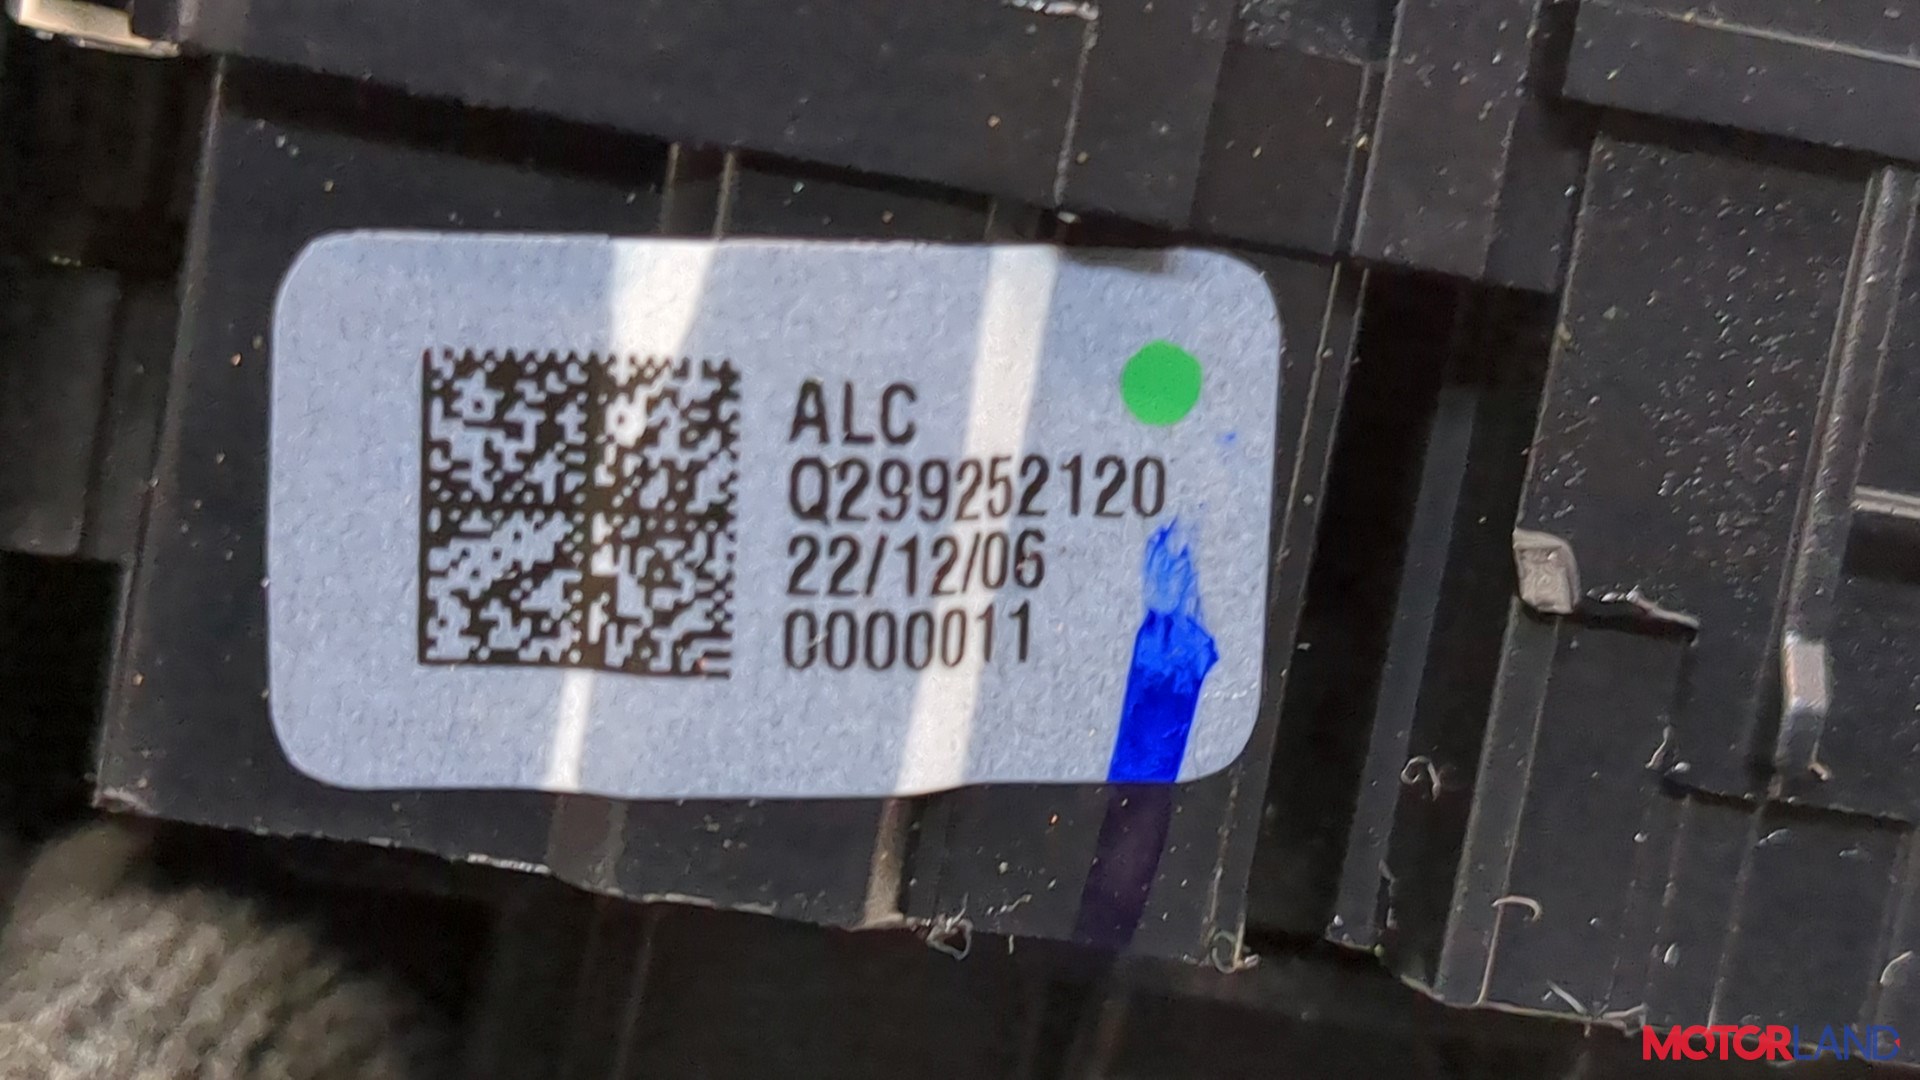 ALC
Q299252120
22/12/06
0000011
MOTORLAND